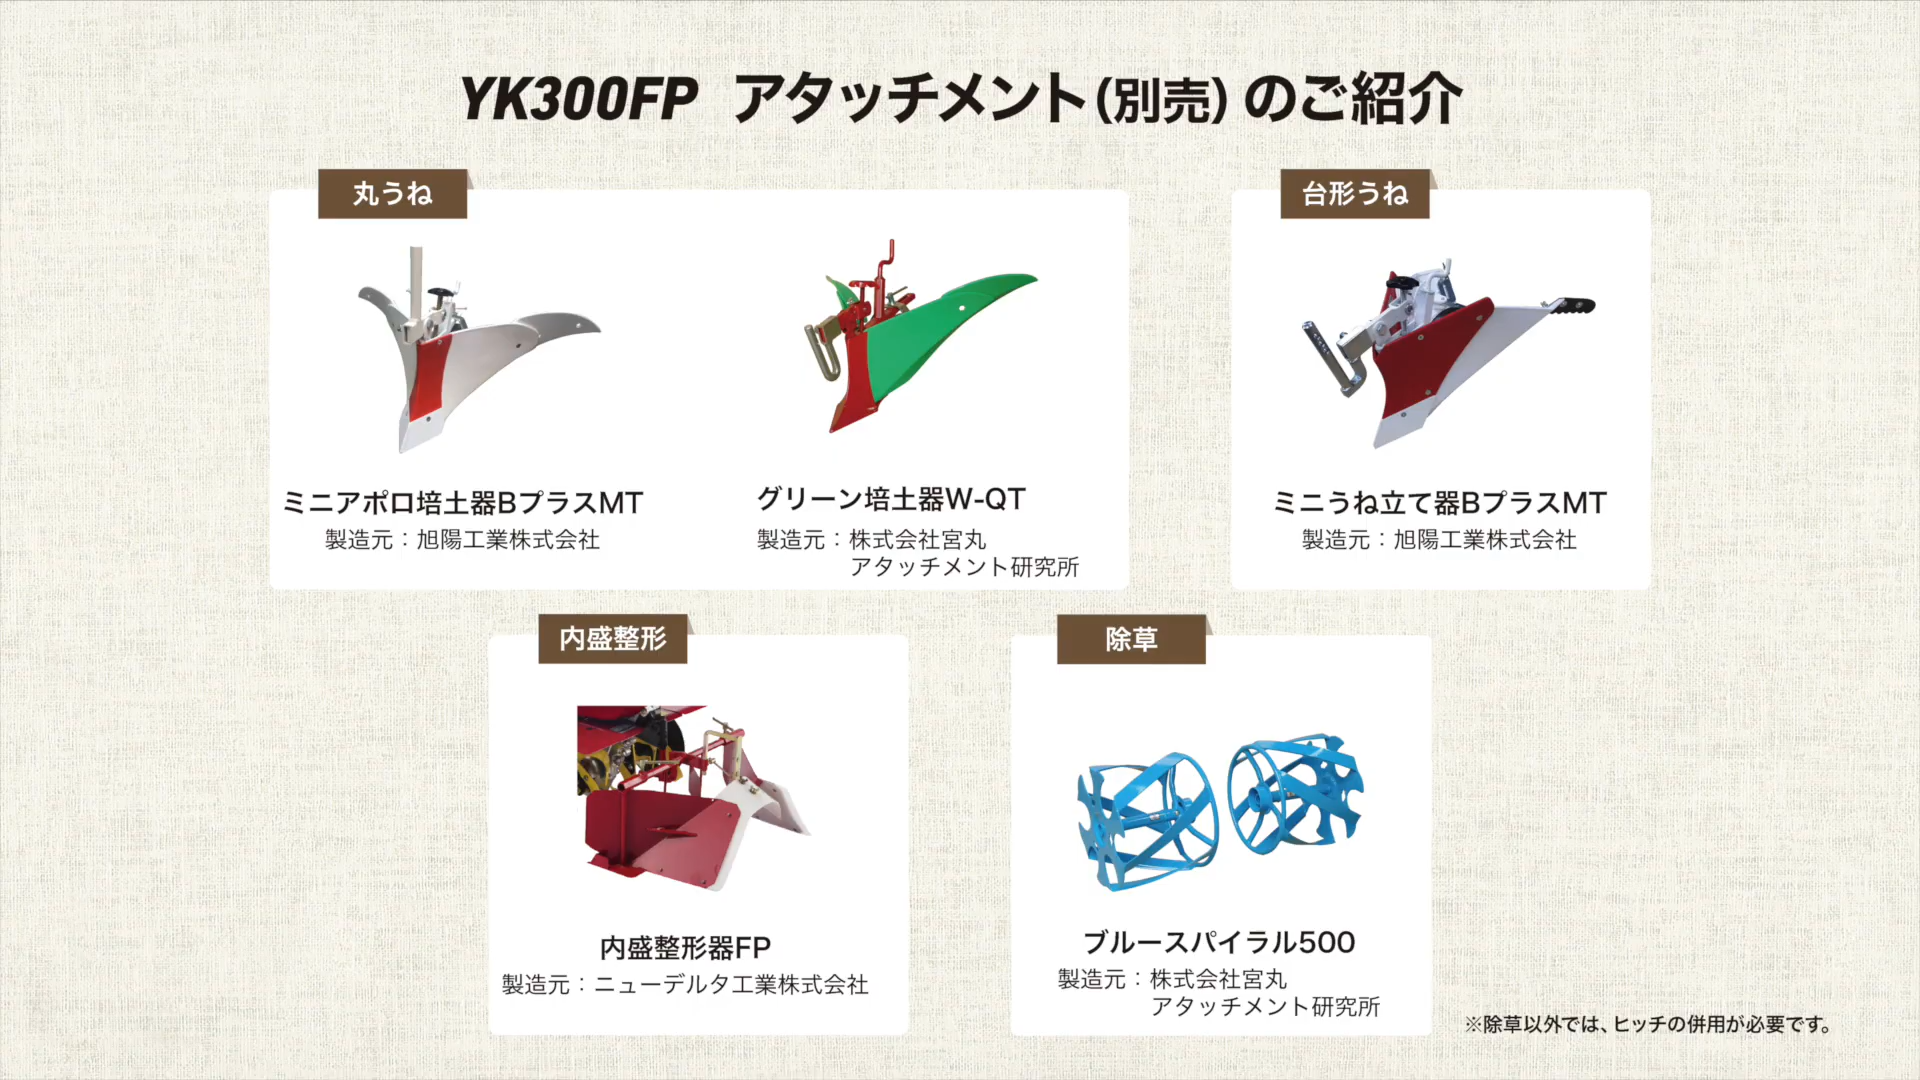 YK300FP アタッチメント(別売)のご紹介
丸うね
ミニアポロ培土器BプラスMT
製造元：旭陽工業株式会社
グリーン培土器W-QT
製造元：株式会社宮丸
アタッチメント研究所
台形うね
ミニうね立て器BプラスMT
製造元：旭陽工業株式会社
内盛整形
内盛整形器FP
製造元：ニューデルタ工業株式会社
除草
ブルースパイラル500
製造元：株式会社宮丸
アタッチメント研究所
※除草以外では、ヒッチの併用が必要です。